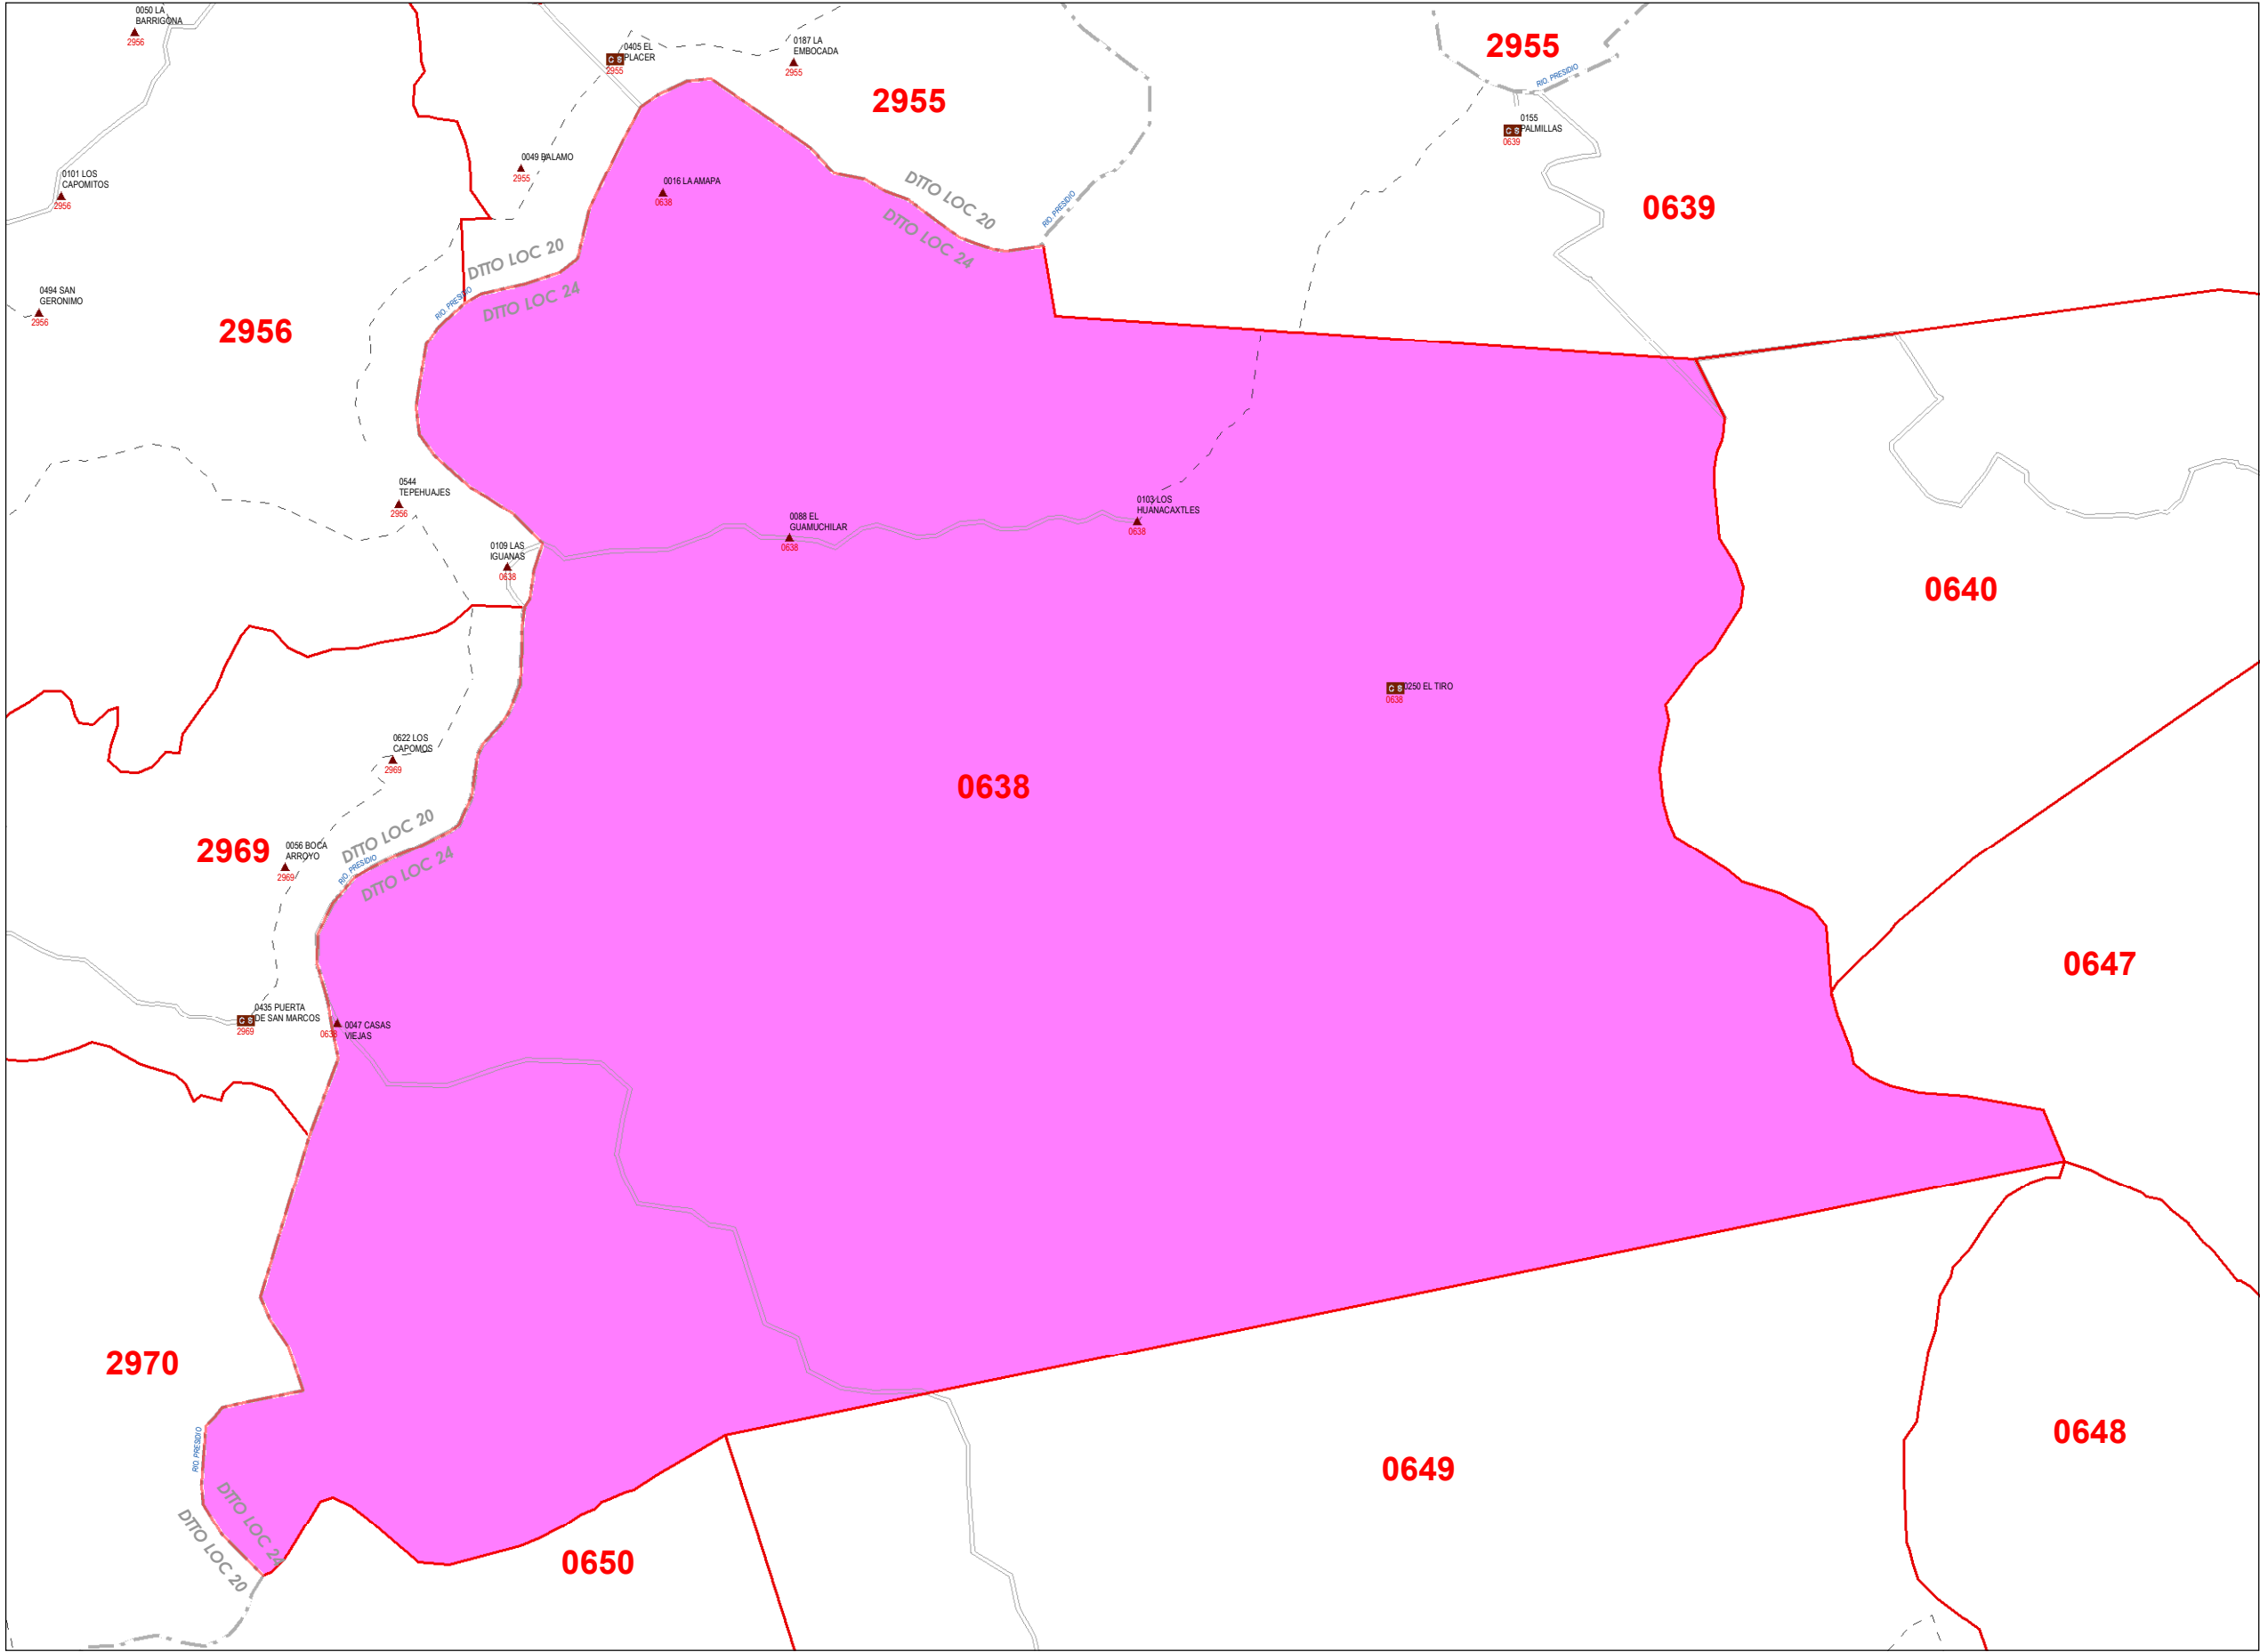 0050 LA
BARRIGONA
2956
0405 EL
PLACER
C S
2955
0187 LA
EMBOCADA
2955
2955
2955
RIO. PRESIDIO
0155
PALMILLAS
C S
0639
0049 BALAMO
2955
0101 LOS
CAPOMITOS
2956
0016 LA AMAPA
0638
DTTO LOC 20
DTTO LOC 24
RIO. PRESIDIO
0639
DTTO LOC 20
DTTO LOC 24
RIO. PRESIDIO
0494 SAN
GERONIMO
2956
2956
0544
TEPEHUAJES
2956
0088 EL
GUAMUCHILAR
0638
0103 LOS
HUANACAXTLES
0638
0109 LAS
IGUANAS
0638
0640
C S
0250 EL TIRO
0638
0622 LOS
CAPOMOS
2969
0638
2969
0056 BOCA
ARROYO
2969
DTTO LOC 20
RIO. PRESIDIO
DTTO LOC 24
0647
0435 PUERTA
DE SAN MARCOS
C S
2969
0047 CASAS
VIEJAS
0638
2970
RIO. PRESIDIO
0648
0649
DTTO LOC 24
DTTO LOC 20
0650